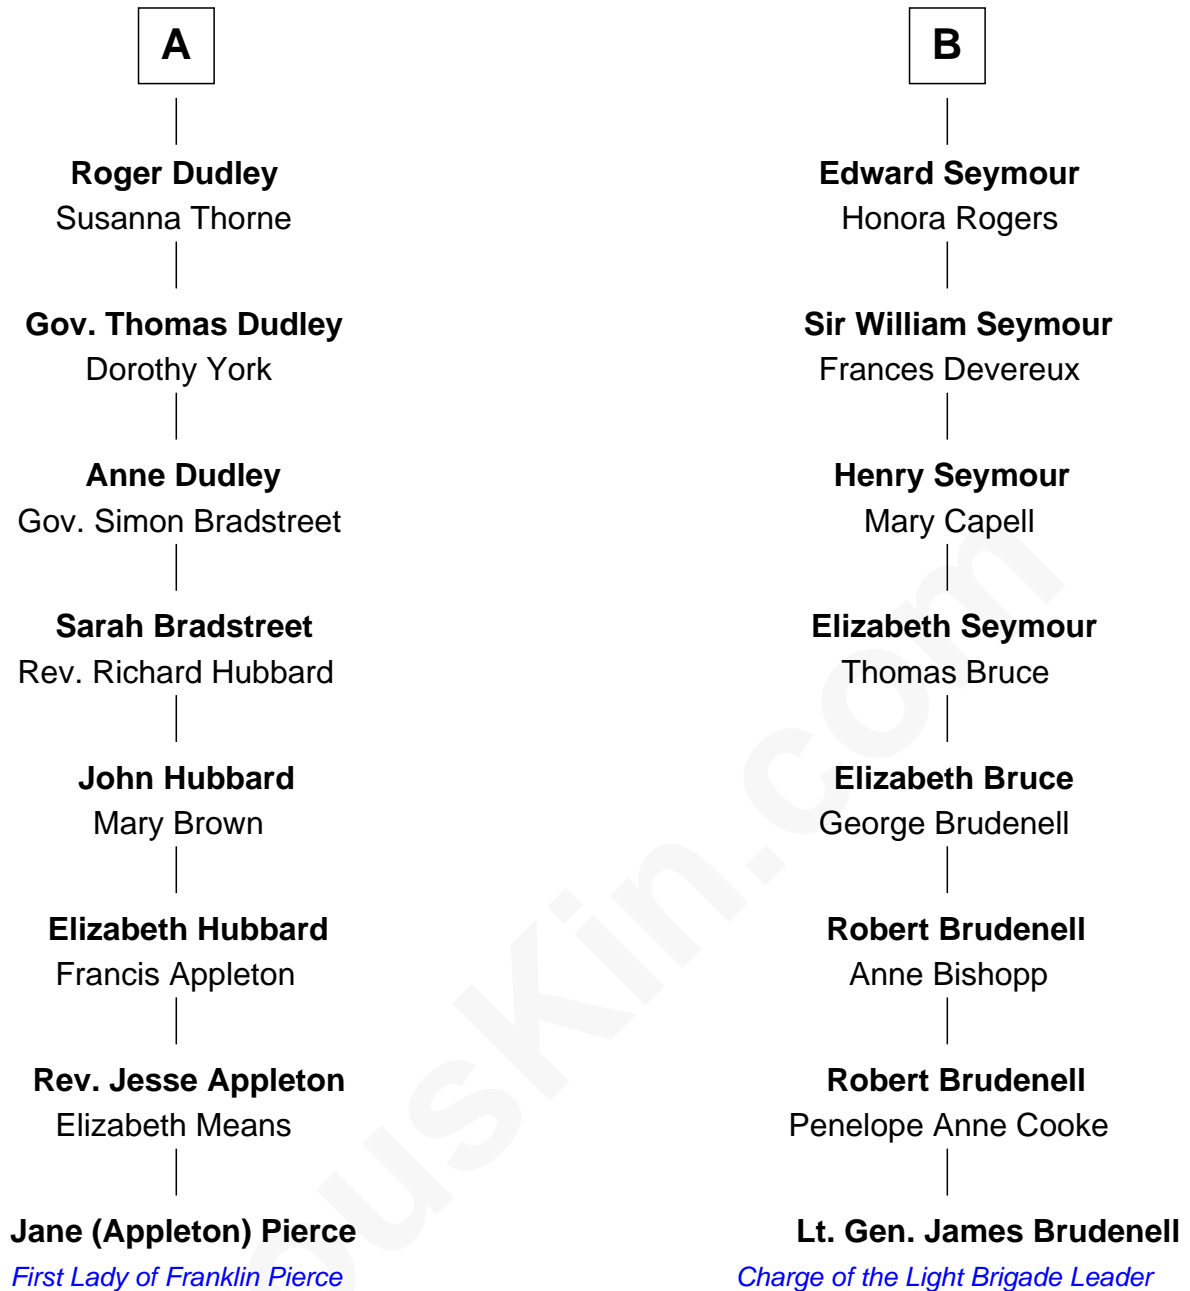 A
Roger Dudley
Susanna Thorne
Gov. Thomas Dudley
Dorothy York
Anne Dudley
Gov. Simon Bradstreet
Sarah Bradstreet
Rev. Richard Hubbard
John Hubbard
Mary Brown
Elizabeth Hubbard
Francis Appleton
Rev. Jesse Appleton
Elizabeth Means
Jane (Appleton) Pierce
First Lady of Franklin Pierce
B
Edward Seymour
Honora Rogers
Sir William Seymour
Frances Devereux
Henry Seymour
Mary Capell
Elizabeth Seymour
Thomas Bruce
Elizabeth Bruce
George Brudenell
Robert Brudenell
Anne Bishopp
Robert Brudenell
Penelope Anne Cooke
Lt. Gen. James Brudenell
Charge of the Light Brigade Leader
ousKin.com